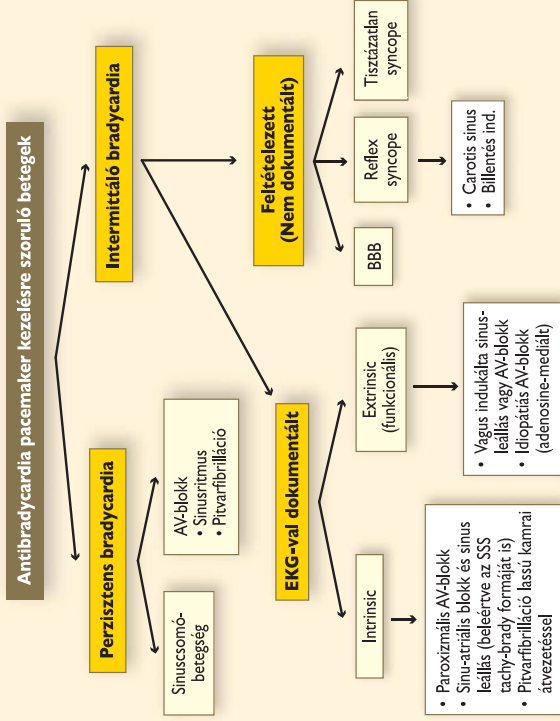 Antibradycardia pacemaker kezelésre szoruló betegek
Perzisztens bradycardia
Intermittáló bradycardia
Sinuscsomó-
betegség
AV-blokk
• Sinusritmus
• Pitvarfibrilláció
EKG-val dokumentált
Feltételezett
(Nem dokumentált)
Intrinsic
Extrinsic
(funkcionális)
BBB
Reflex
syncope
Tisztázatlan
syncope
• Paroxizmális AV-blokk
• Sinu-atriális blokk és sinus
leállás (beleértve az SSS
tachy-brady formáját is)
• Pitvarfibrilláció lassú kamrai
átvezetéssel
• Vagus indukálta sinus-
leállás vagy AV-blokk
• Idiopátiás AV-blokk
(adenosine-mediált)
• Carotis sinus
• Billentés ind.